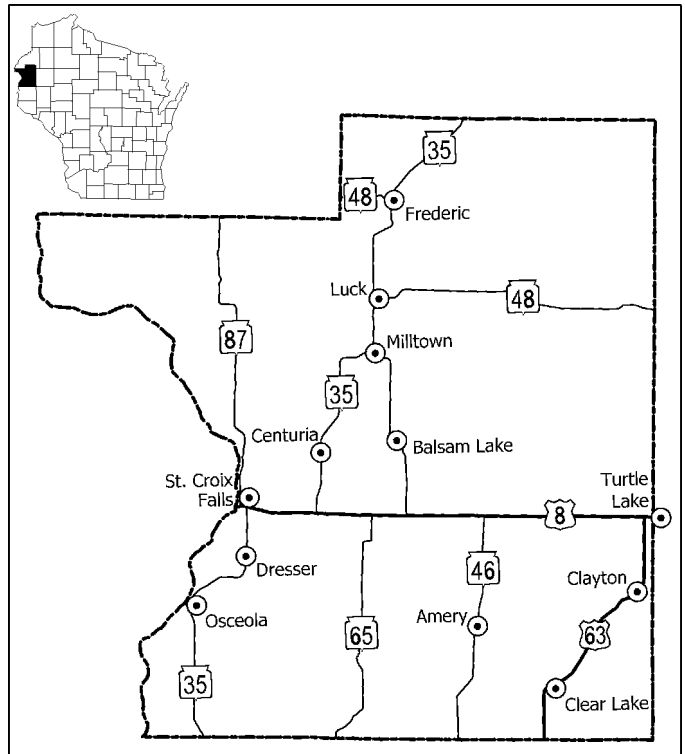 35
48
Frederic
Luck
48
87
Milltown
35
Centuria
Balsam Lake
St. Croix
Falls
Turtle
Lake
8
Dresser
46
Clayton
Osceola
65
Amery
63
35
Clear Lake